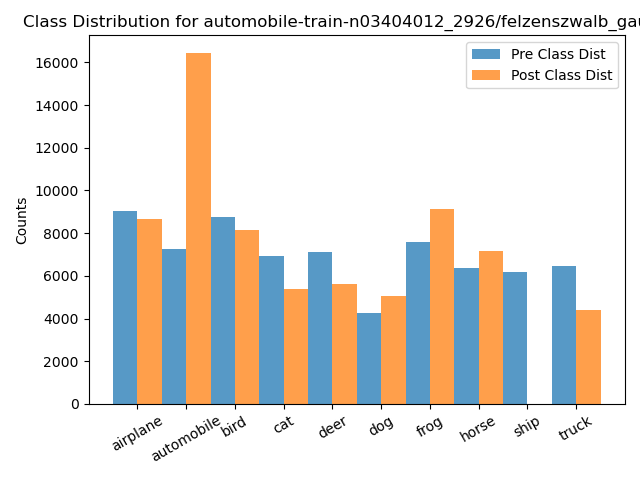 Class Distribution for automobile-train-n03404012_2926/felzenszwalb_gau
Pre Class Dist
Post Class Dist
Counts
16000
14000
12000
10000
8000
6000
4000
2000
0
airplane
automobile
bird
cat
deer
dog
frog
horse
ship
truck